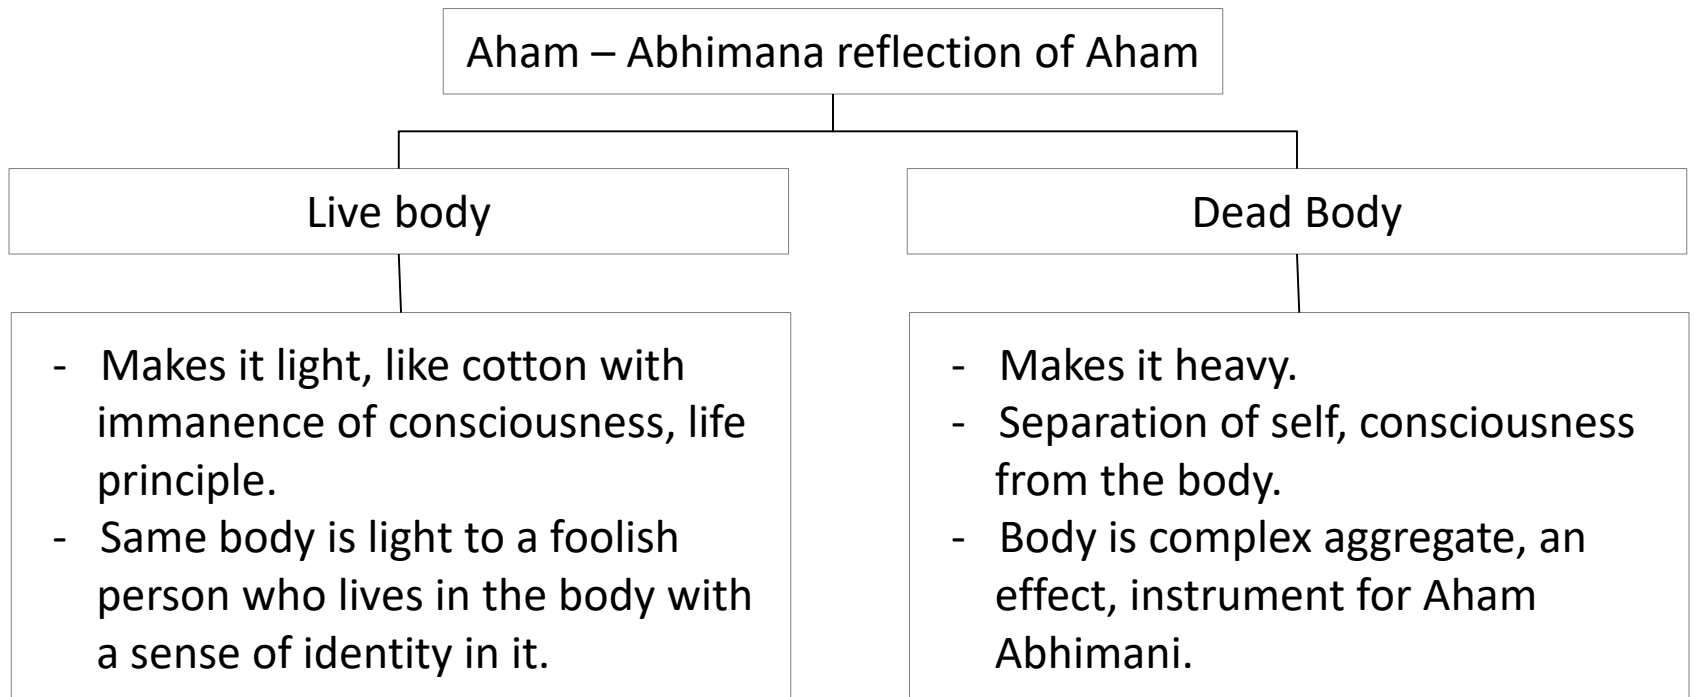 Aham – Abhimana reflection of Aham
Live body
Dead Body
- Makes it light, like cotton with
immanence of consciousness, life
principle.
- Same body is light to a foolish
person who lives in the body with
a sense of identity in it.
- Makes it heavy.
- Separation of self, consciousness
from the body.
- Body is complex aggregate, an
effect, instrument for Aham
Abhimani.